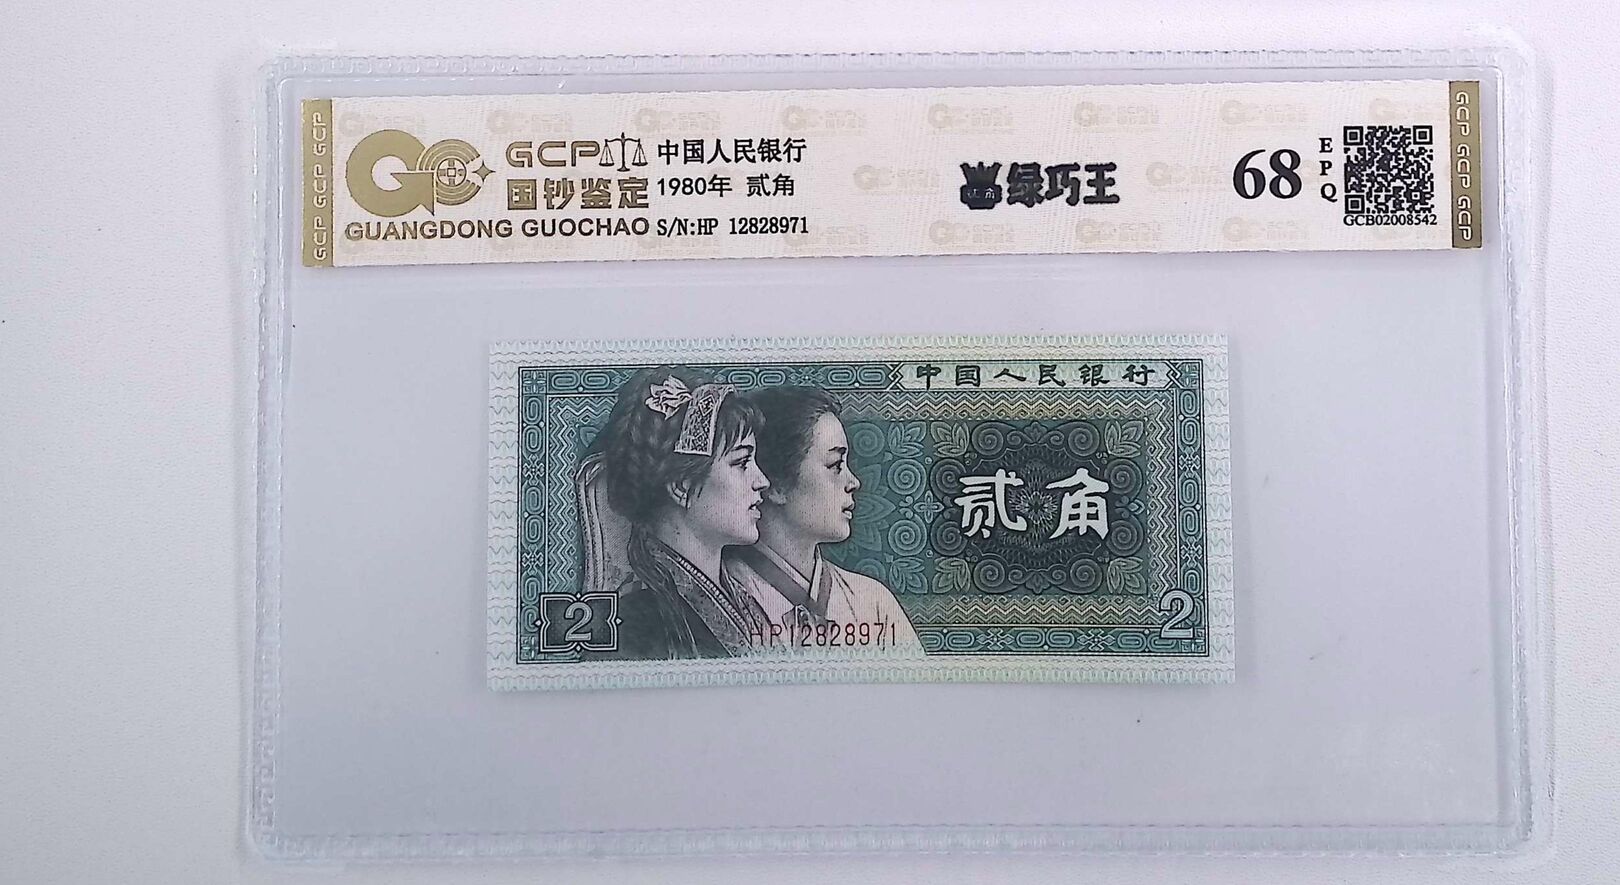 GCP GCP GCP
GCP
国钞鉴定
GUANGDONG GUOCHAO
中国人民银行
1980年 贰角
S/N:HP 12828971
绿巧王
68
EPQ
GCB02008542
GCP GCP GCP
中国人民银行
贰角
2
HP12828971
2